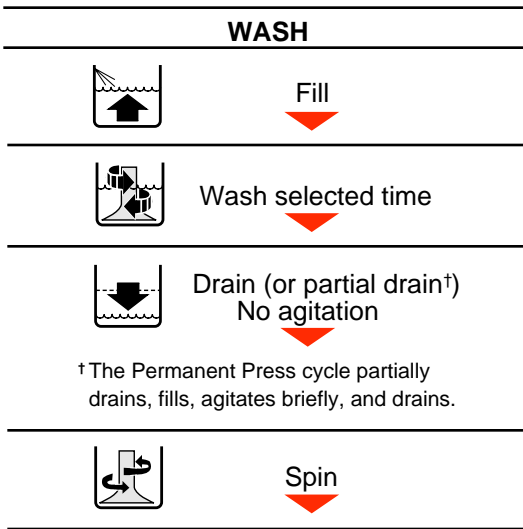 WASH
Fill
Wash selected time
Drain (or partial drain†)
No agitation
†The Permanent Press cycle partially
drains, fills, agitates briefly, and drains.
Spin